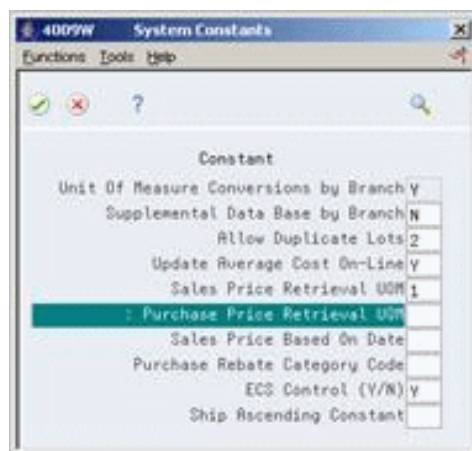 4009W System Constants
Functions Tools Help
?
Constant
Unit Of Measure Conversions by Branch Y
Supplemental Data Base by Branch N
Allow Duplicate Lots 2
Update Average Cost On-Line Y
Sales Price Retrieval UOM 1
: Purchase Price Retrieval UOM
Sales Price Based On Date
Purchase Rebate Category Code
ECS Control (Y/N) Y
Ship Ascending Constant